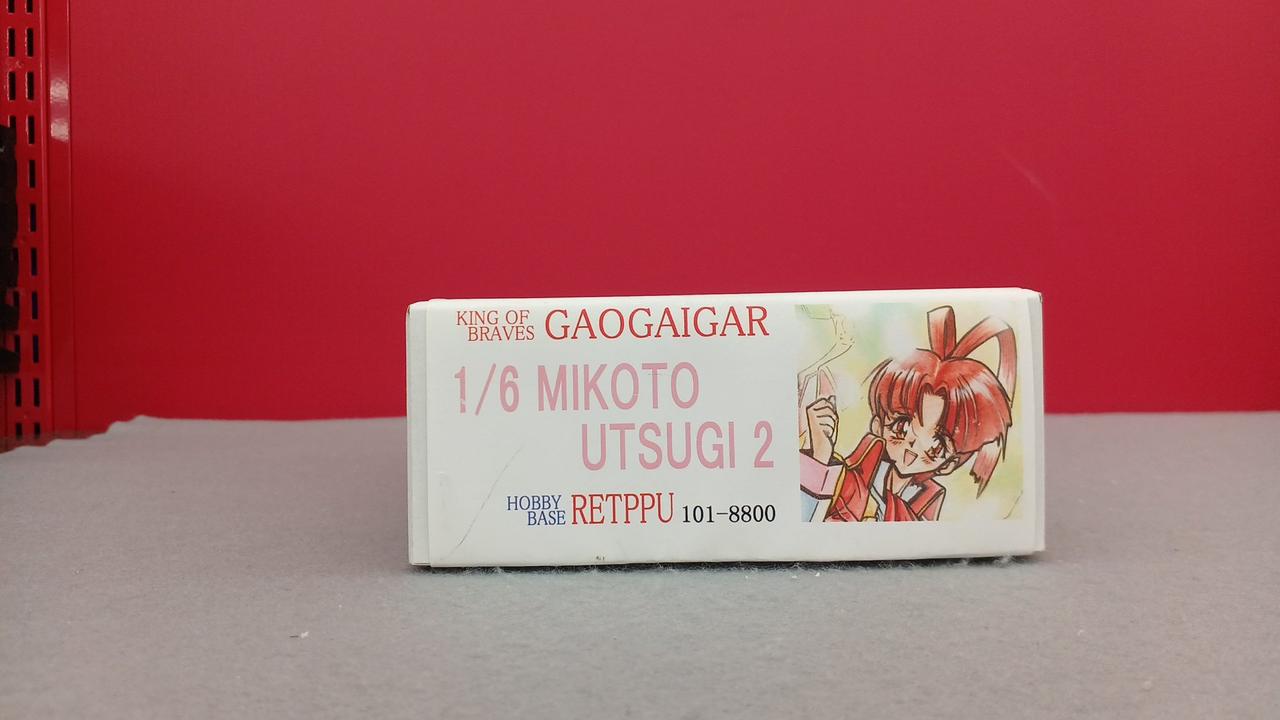 KING OF BRAVES GAOGAIGAR
1/6 MIKOTO
UTSUGI 2
HOBBY BASE RETPPU 101-8800